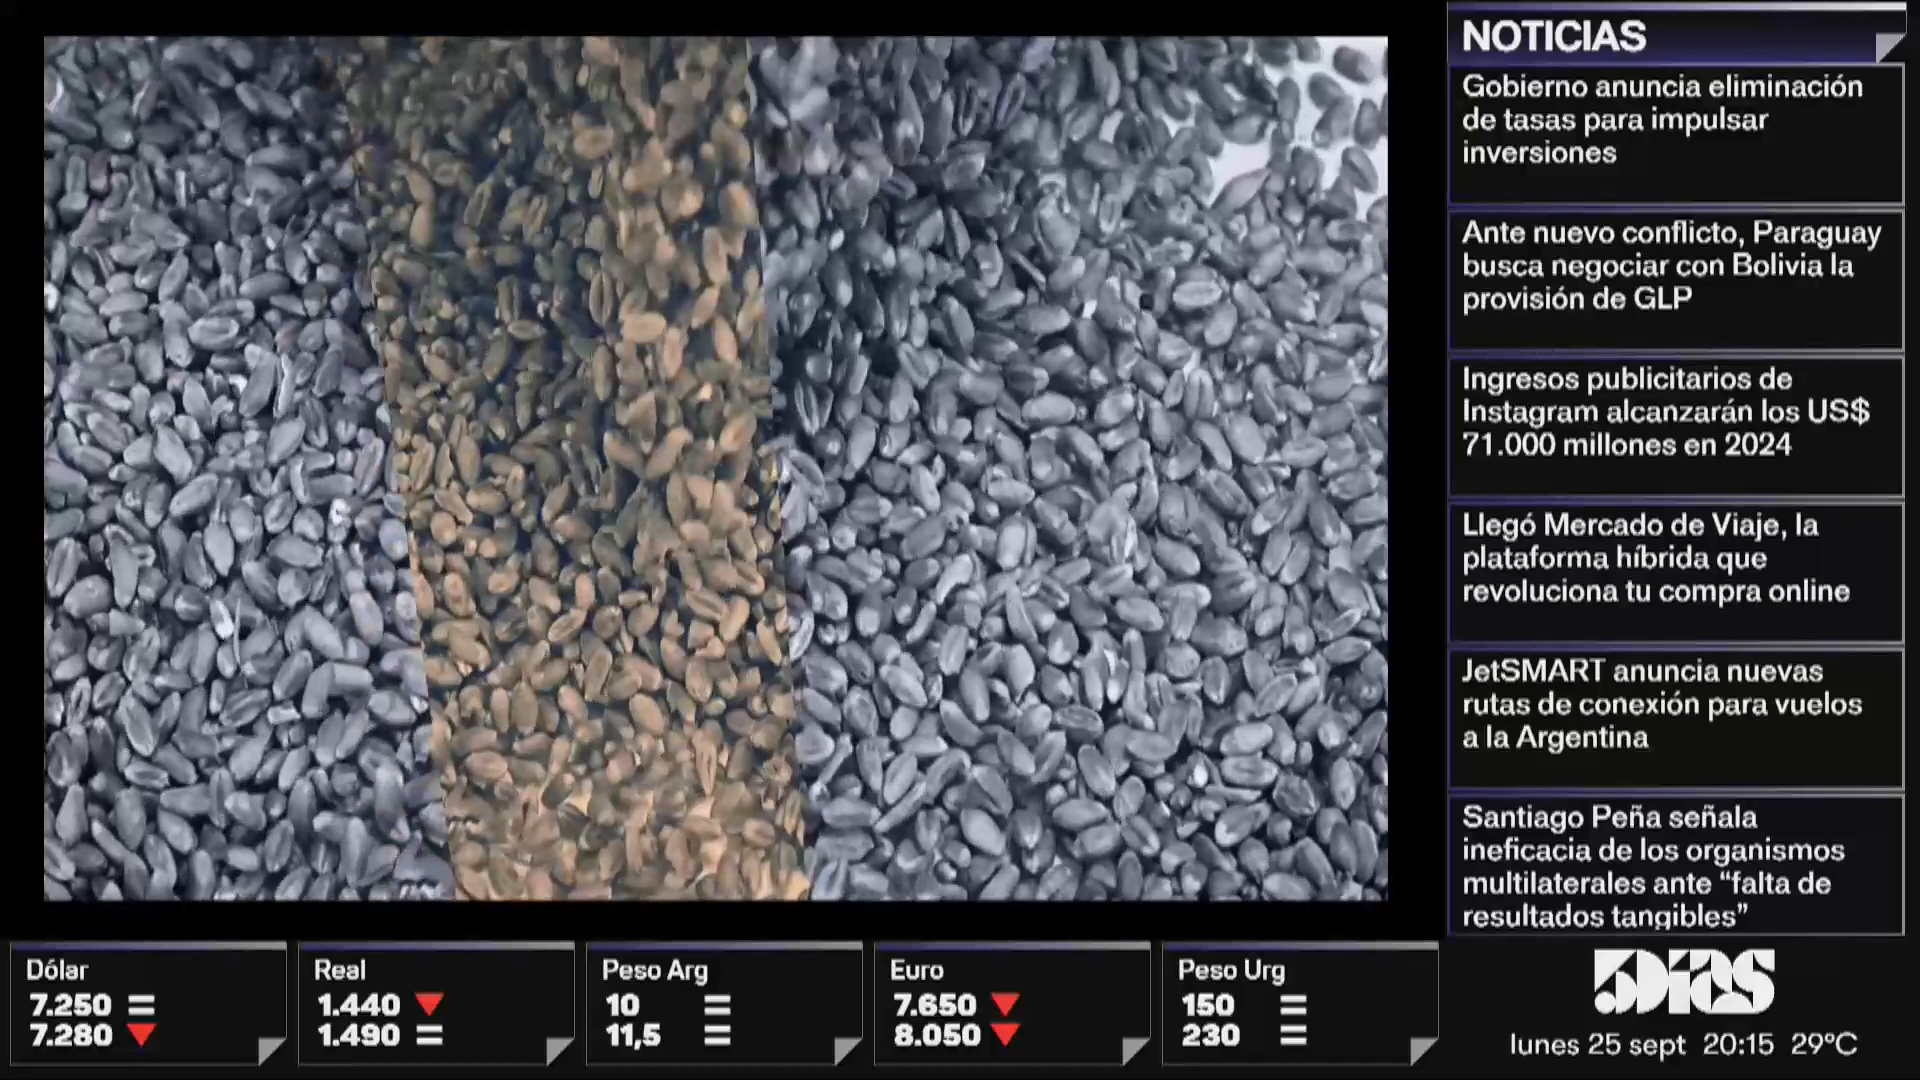 NOTICIAS
Gobierno anuncia eliminación
de tasas para impulsar
inversiones
Ante nuevo conflicto, Paraguay
busca negociar con Bolivia la
provisión de GLP
Ingresos publicitarios de
Instagram alcanzarán los US$
71.000 millones en 2024
Llegó Mercado de Viaje, la
plataforma híbrida que
revoluciona tu compra online
JetSMART anuncia nuevas
rutas de conexión para vuelos
a la Argentina
Santiago Peña señala
ineficacia de los organismos
multilaterales ante “falta de
resultados tangibles”
Dólar
7.250
7.280
Real
1.440
1.490
Peso Arg
10
11,5
Euro
7.650
8.050
Peso Urg
150
230
5Días
lunes 25 sept 20:15 29°C